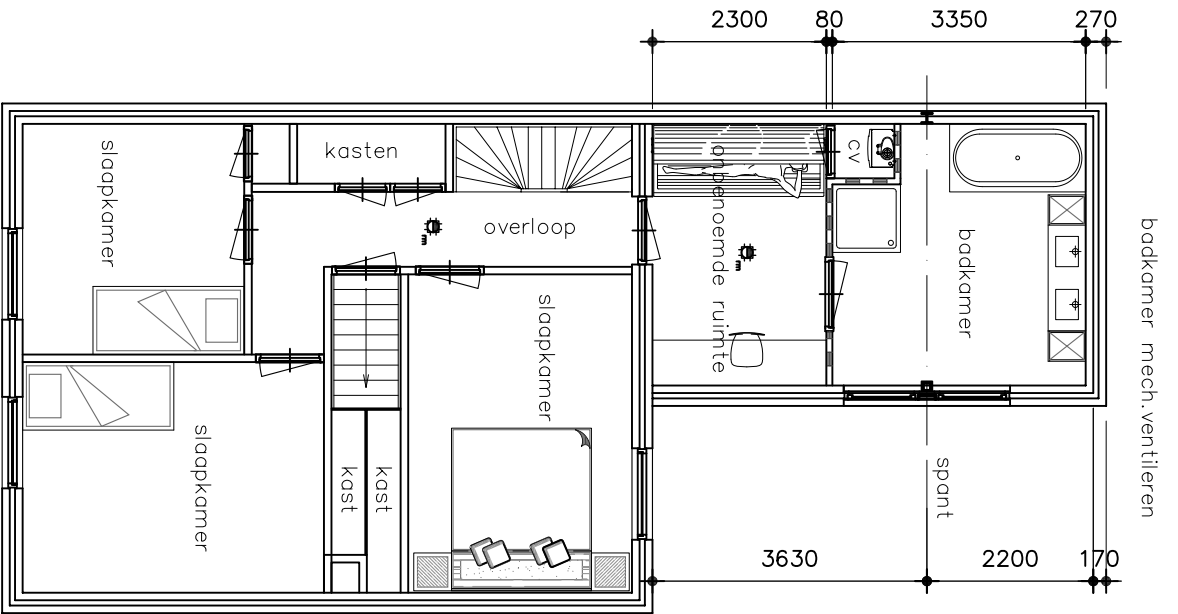 2300 80 3350 270
slaapkamer
kasten
onbenoemde ruimte
cv
overloop
badkamer
badkamer mech.ventileren
slaapkamer
slaapkamer
kast
kast
spant
3630 2200 170